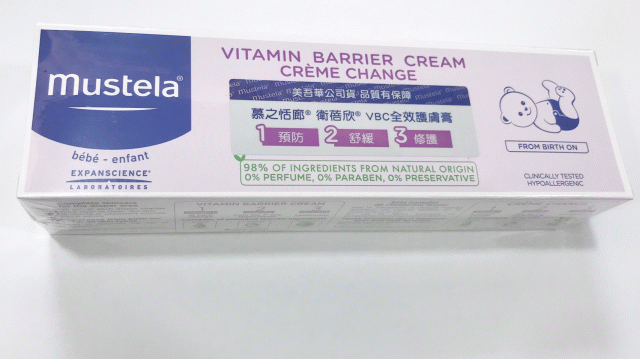 mustela®
bébé - enfant
EXPANSCIENCE®
LABORATOIRES
VITAMIN BARRIER CREAM
CRÈME CHANGE
美吾華公司貨·品質有保障
慕之恬廊® 衛蓓欣® VBC全效護膚膏
1 預防 2 舒緩 3 修護
98% OF INGREDIENTS FROM NATURAL ORIGIN
0% PERFUME, 0% PARABEN, 0% PRESERVATIVE
FROM BIRTH ON
CLINICALLY TESTED
HYPOALLERGENIC
VITAMIN BARRIER CREAM